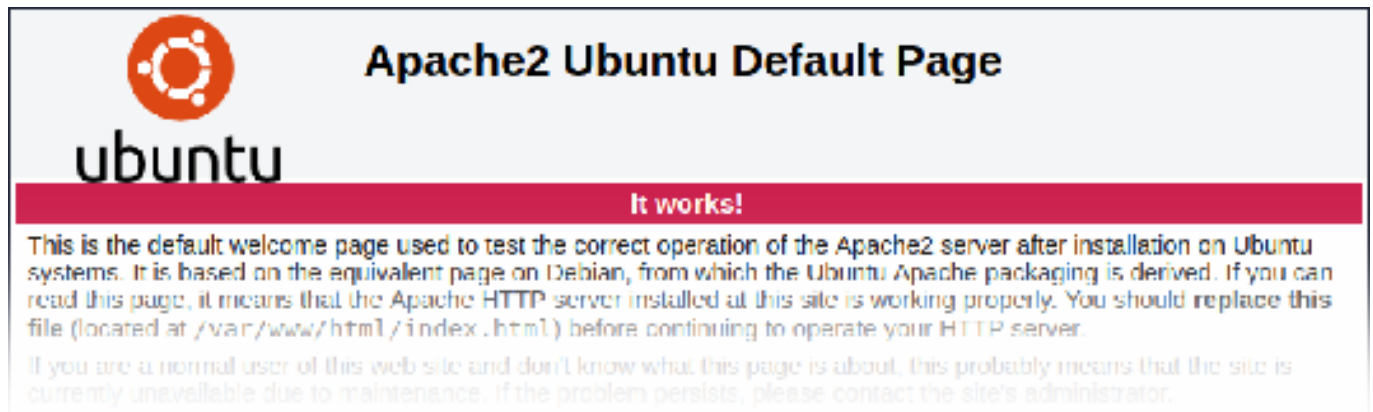 Apache2 Ubuntu Default Page
ubuntu
It works!
This is the default welcome page used to test the correct operation of the Apache2 server after installation on Ubuntu
systems. It is based on the equivalent page on Debian, from which the Ubuntu Apache packaging is derived. If you can
read this page, it means that the Apache HTTP server installed at this site is working properly. You should replace this
file (located at /var/www/html/index.html) before continuing to operate your HTTP server.
If you are a normal user of this web site and don't know what this page is about, this probably means that the site is
currently unavailable due to maintenance. If the problem persists, please contact the site's administrator.